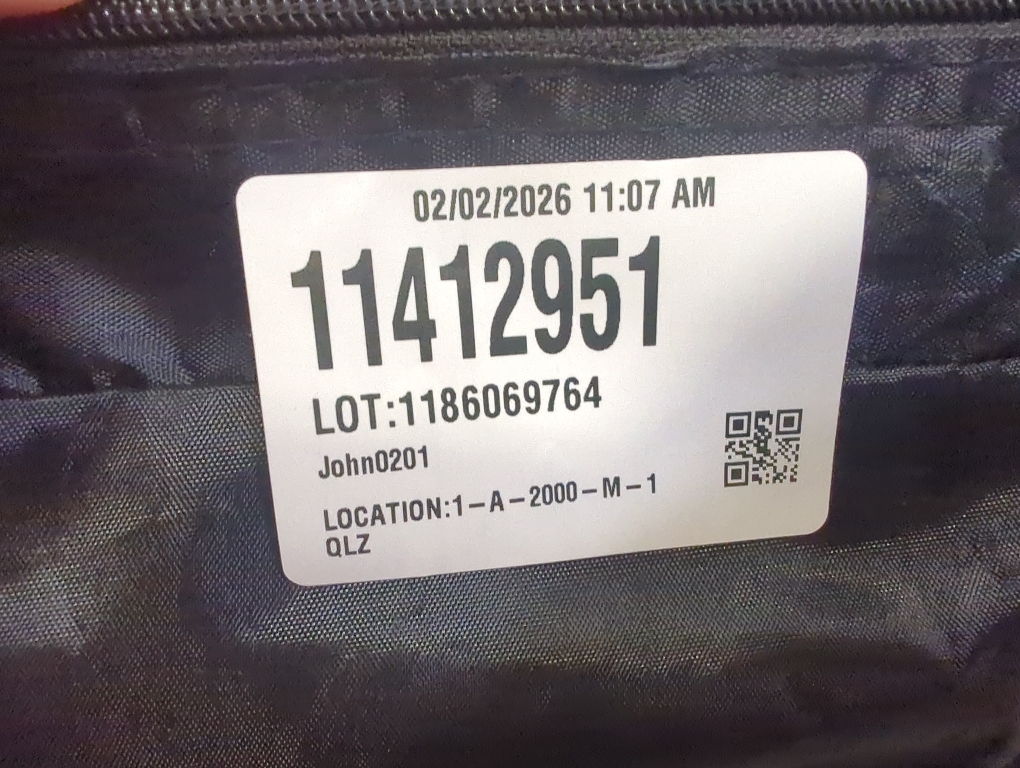 02/02/2026 11:07 AM
11412951
LOT:1186069764
John0201
LOCATION:1-A-2000-M-1
QLZ